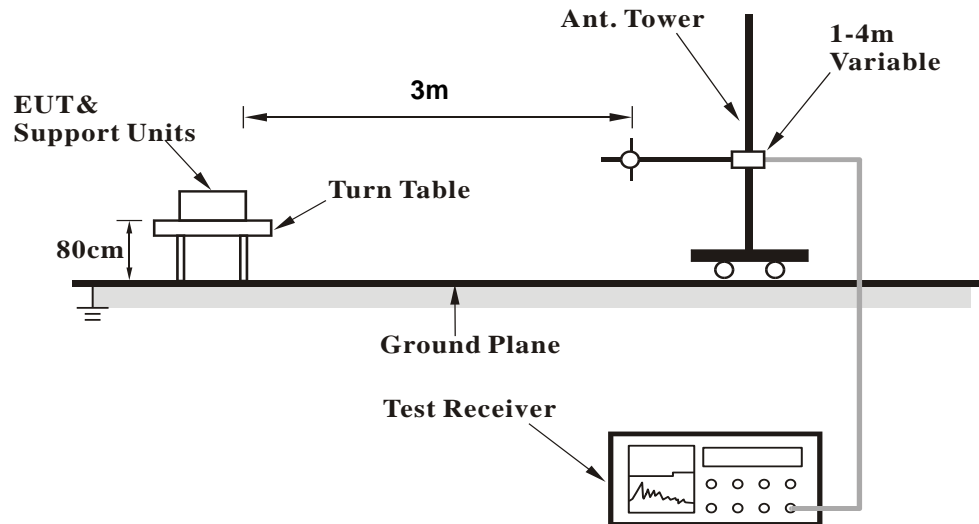 Ant. Tower
1-4m
Variable
3m
EUT&
Support Units
Turn Table
80cm
Ground Plane
Test Receiver